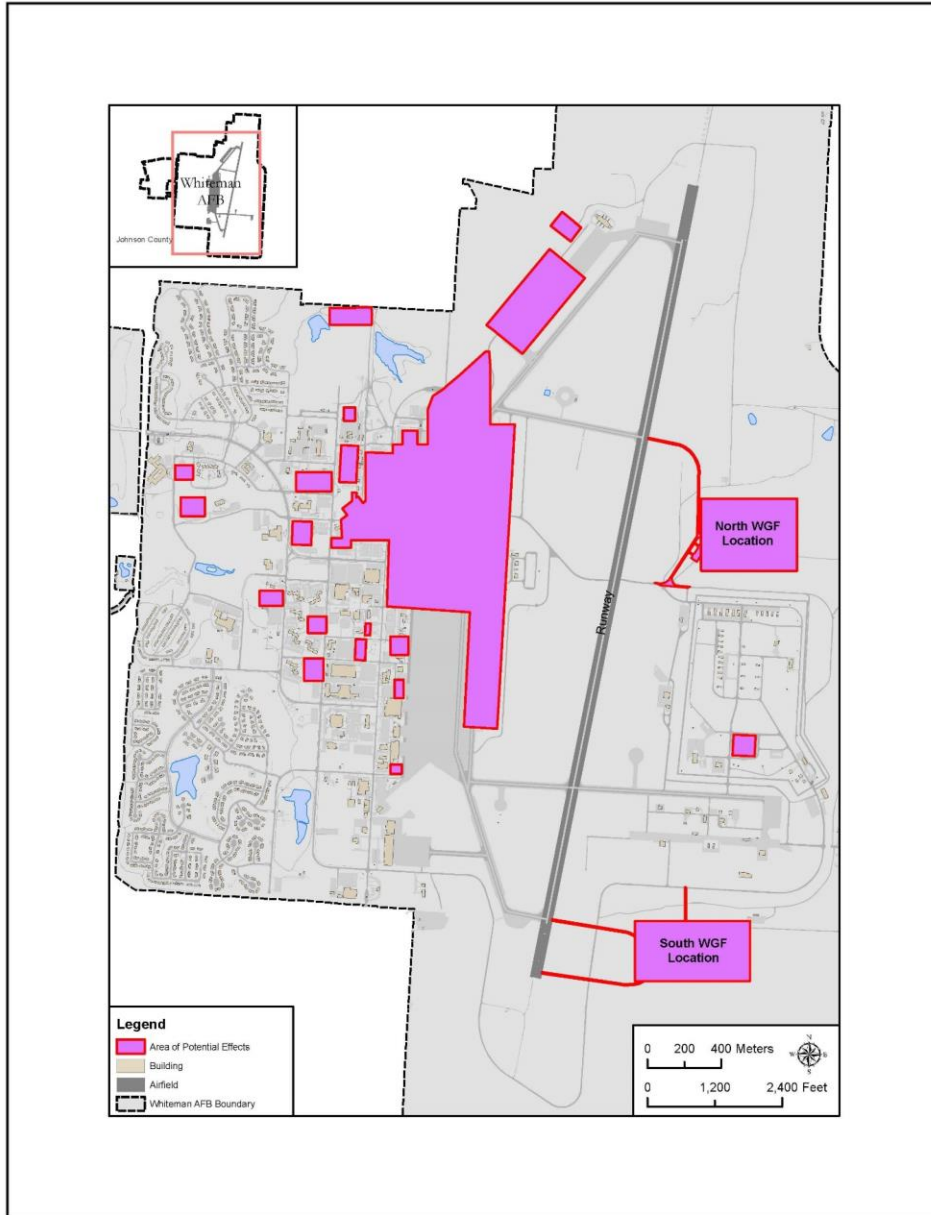 Whiteman
AFB
Johnson County
North WGF
Location
Runway
South WGF
Location
Legend
Area of Potential Effects
Building
Airfield
Whiteman AFB Boundary
0 200 400 Meters
0 1,200 2,400 Feet
N
W E
S